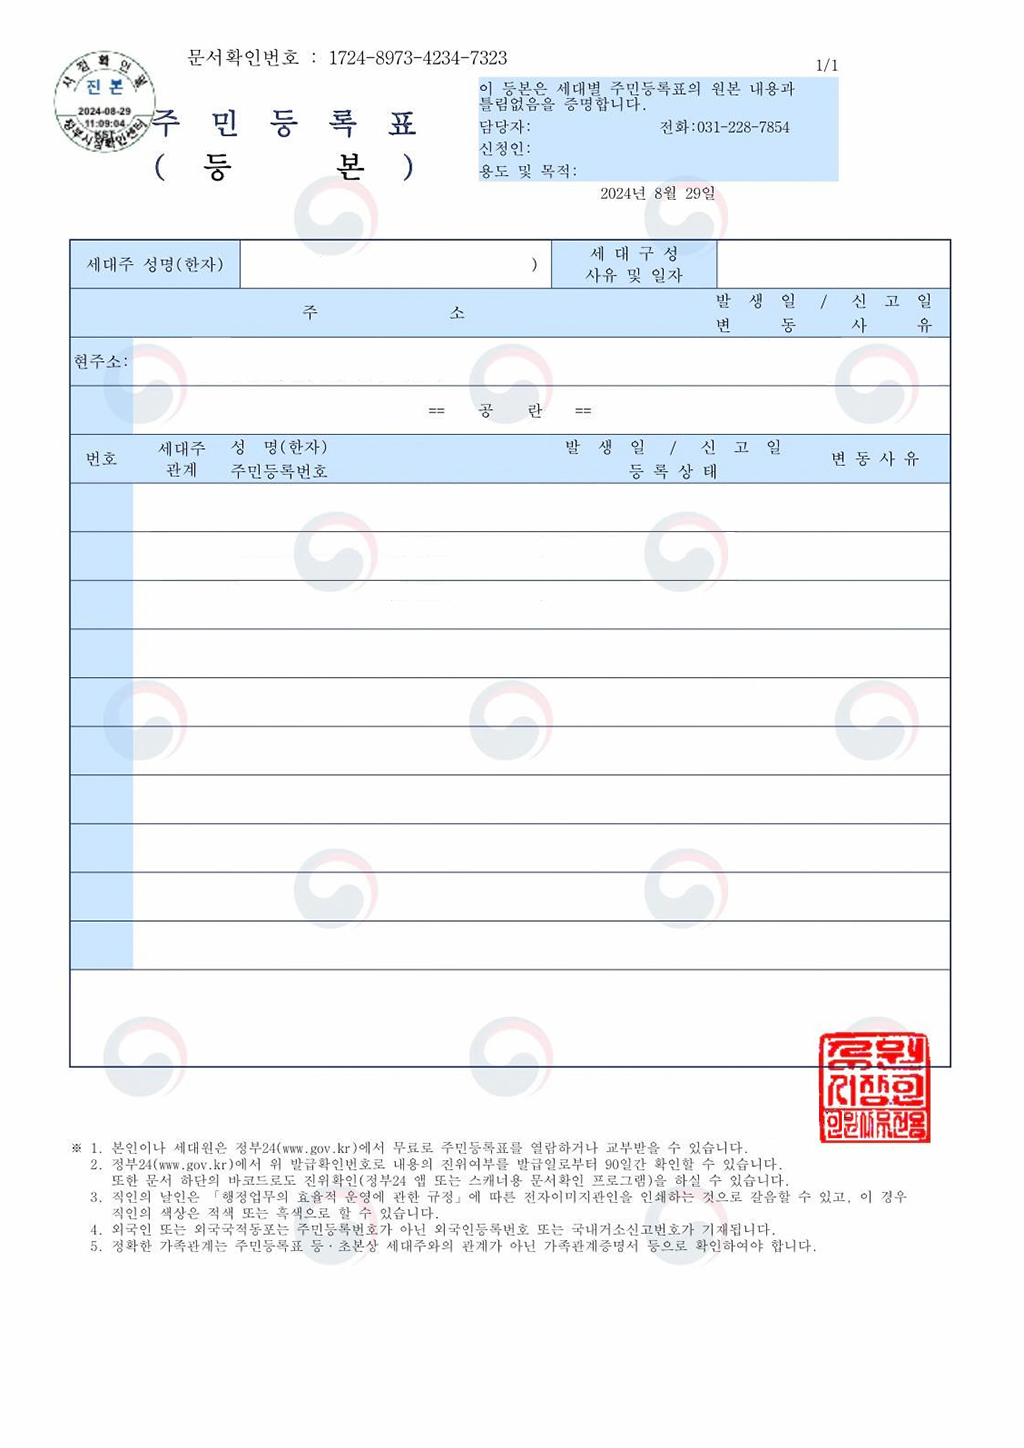 문서확인번호 : 1724-8973-4234-7323
1/1
시점확인필
진본
2024-08-29
11:09:04
KST
정부시점확인센터
주 민 등 록 표
( 등 본 )
이 등본은 세대별 주민등록표의 원본 내용과
틀림없음을 증명합니다.
담당자: 전화:031-228-7854
신청인:
용도 및 목적:
2024년 8월 29일
세대주 성명(한자) )
세 대 구 성
사유 및 일자
주 소
발 생 일 / 신 고 일
변 동 사 유
현주소:
== 공 란 ==
번호
세대주
관계
성 명(한자)
주민등록번호
발 생 일 / 신 고 일
등 록 상 태
변 동 사 유
※ 1. 본인이나 세대원은 정부24(www.gov.kr)에서 무료로 주민등록표를 열람하거나 교부받을 수 있습니다.
2. 정부24(www.gov.kr)에서 위 발급확인번호로 내용의 진위여부를 발급일로부터 90일간 확인할 수 있습니다.
또한 문서 하단의 바코드로도 진위확인(정부24 앱 또는 스캐너용 문서확인 프로그램)을 하실 수 있습니다.
3. 직인의 날인은 「행정업무의 효율적 운영에 관한 규정」에 따른 전자이미지관인을 인쇄하는 것으로 갈음할 수 있고, 이 경우
직인의 색상은 적색 또는 흑색으로 할 수 있습니다.
4. 외국인 또는 외국국적동포는 주민등록번호가 아닌 외국인등록번호 또는 국내거소신고번호가 기재됩니다.
5. 정확한 가족관계는 주민등록표 등·초본상 세대주와의 관계가 아닌 가족관계증명서 등으로 확인하여야 합니다.